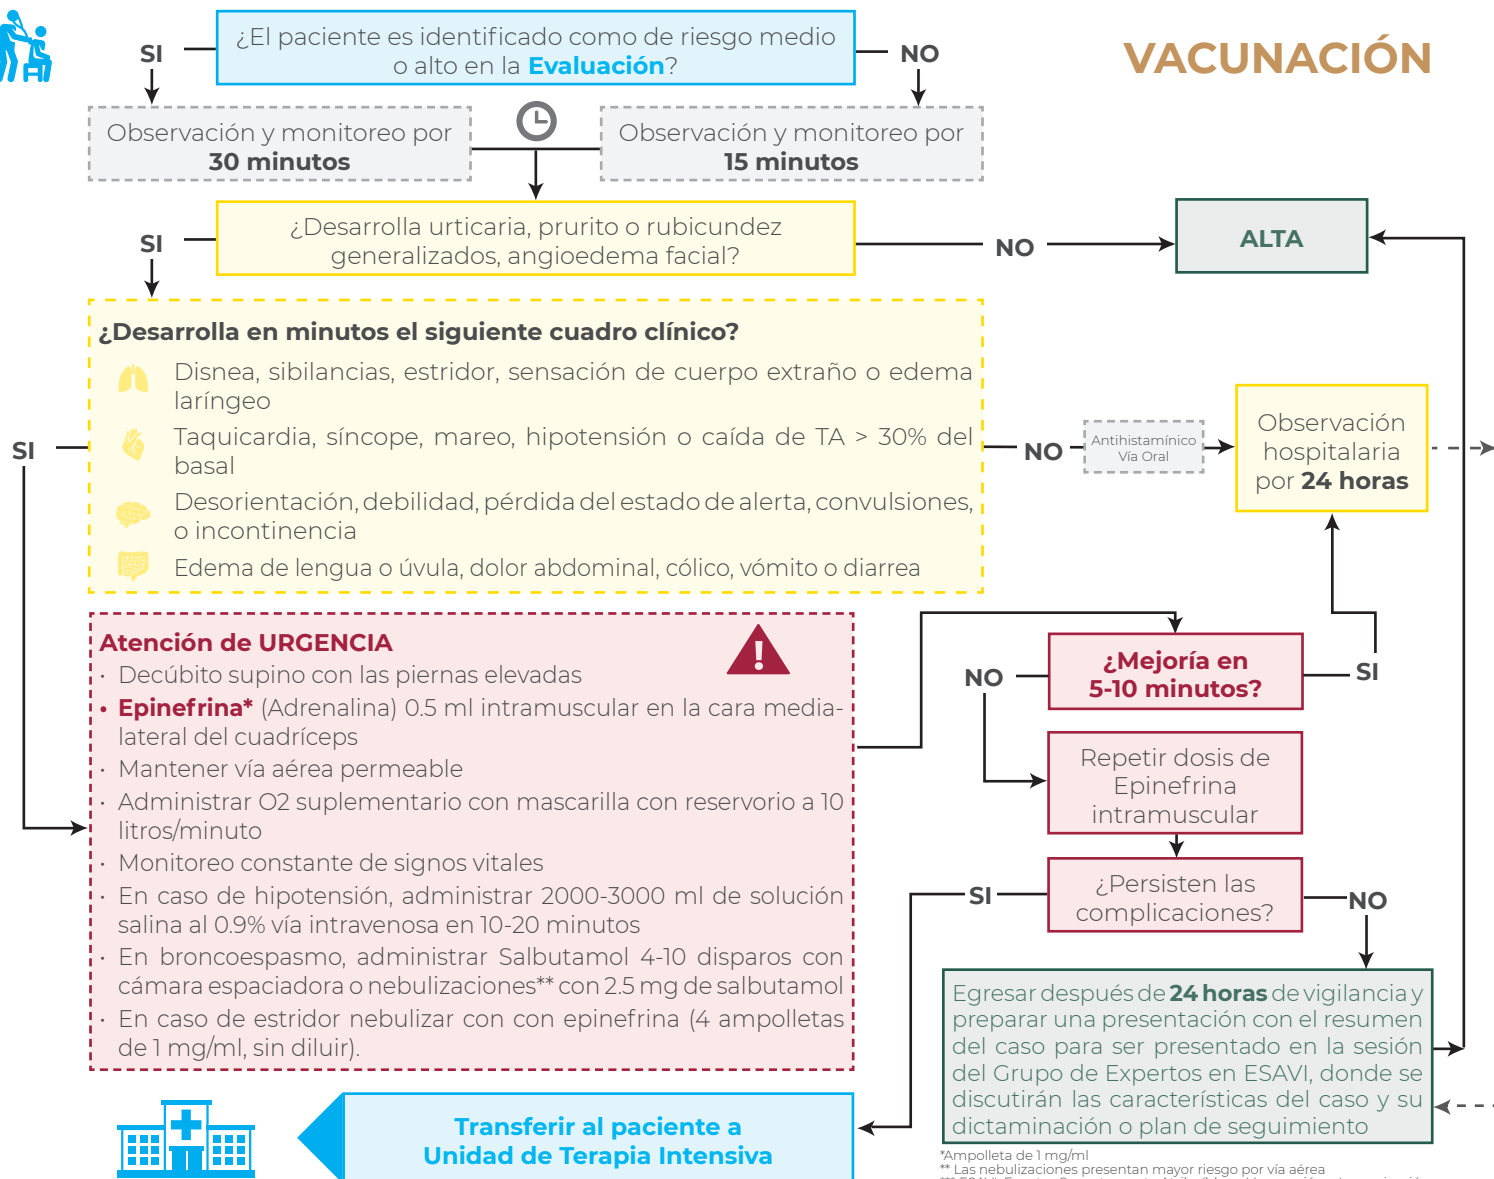 ¿El paciente es identificado como de riesgo medio
o alto en la Evaluación?
SI
NO
VACUNACIÓN
Observación y monitoreo por
30 minutos
Observación y monitoreo por
15 minutos
¿Desarrolla urticaria, prurito o rubicundez
generalizados, angioedema facial?
SI
NO
ALTA
¿Desarrolla en minutos el siguiente cuadro clínico?
Disnea, sibilancias, estridor, sensación de cuerpo extraño o edema
laríngeo
Taquicardia, síncope, mareo, hipotensión o caída de TA > 30% del
basal
Desorientación, debilidad, pérdida del estado de alerta, convulsiones,
o incontinencia
Edema de lengua o úvula, dolor abdominal, cólico, vómito o diarrea
SI
NO
Antihistamínico
Vía Oral
Observación
hospitalaria
por 24 horas
Atención de URGENCIA
· Decúbito supino con las piernas elevadas
• Epinefrina* (Adrenalina) 0.5 ml intramuscular en la cara media-
lateral del cuadríceps
· Mantener vía aérea permeable
· Administrar O2 suplementario con mascarilla con reservorio a 10
litros/minuto
· Monitoreo constante de signos vitales
· En caso de hipotensión, administrar 2000-3000 ml de solución
salina al 0.9% vía intravenosa en 10-20 minutos
· En broncoespasmo, administrar Salbutamol 4-10 disparos con
cámara espaciadora o nebulizaciones** con 2.5 mg de salbutamol
· En caso de estridor nebulizar con con epinefrina (4 ampolletas
de 1 mg/ml, sin diluir).
¿Mejoría en
5-10 minutos?
NO
SI
Repetir dosis de
Epinefrina
intramuscular
¿Persisten las
complicaciones?
SI
NO
Egresar después de 24 horas de vigilancia y
preparar una presentación con el resumen
del caso para ser presentado en la sesión
del Grupo de Expertos en ESAVI, donde se
discutirán las características del caso y su
dictaminación o plan de seguimiento
Transferir al paciente a
Unidad de Terapia Intensiva
*Ampolleta de 1 mg/ml
** Las nebulizaciones presentan mayor riesgo por vía aérea